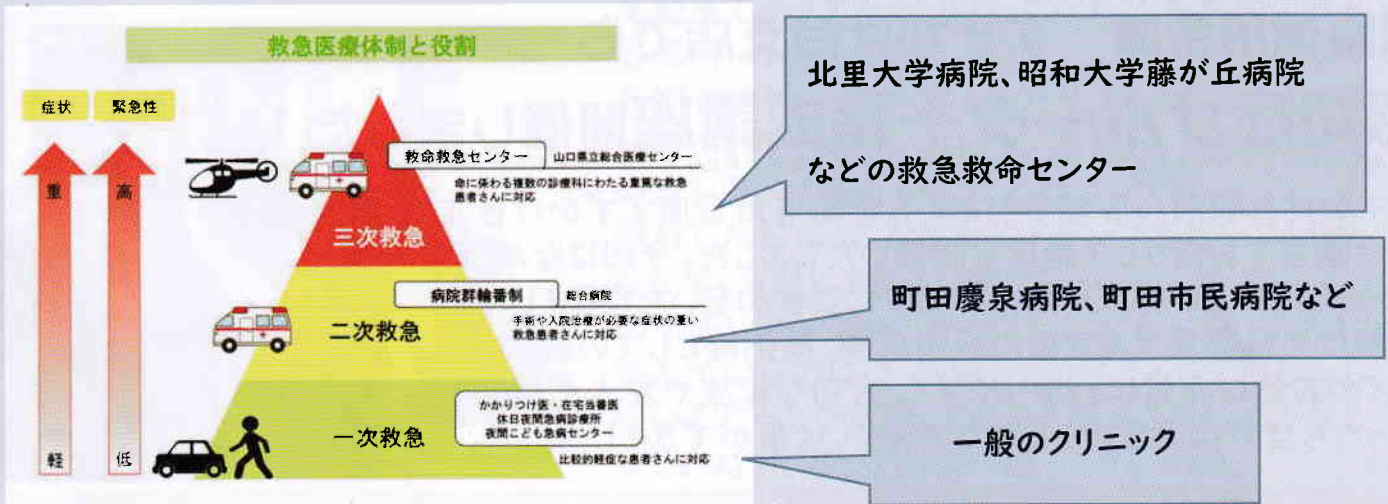 救急医療体制と役割
症状
緊急性
重
高
軽
低
救命救急センター
山口県立総合医療センター
命に係わる複数の診療科にわたる重篤な救急
患者さんに対応
三次救急
病院群輪番制
総合病院
手術や入院治療が必要な症状の重い
救急患者さんに対応
二次救急
かかりつけ医・在宅当番医
休日夜間急病診療所
夜間こども急病センター
一次救急
比較的軽症な患者さんに対応
北里大学病院、昭和大学藤が丘病院
などの救急救命センター
町田慶泉病院、町田市民病院など
一般のクリニック